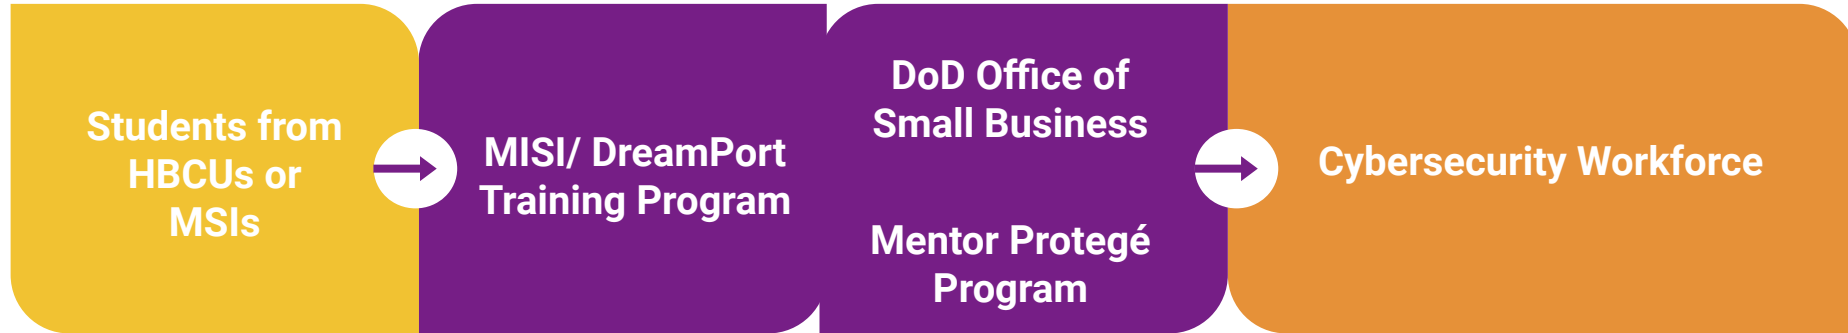 Students from
HBCUs or
MSIs
MISI/ DreamPort
Training Program
DoD Office of
Small Business
Mentor Protegé
Program
Cybersecurity Workforce